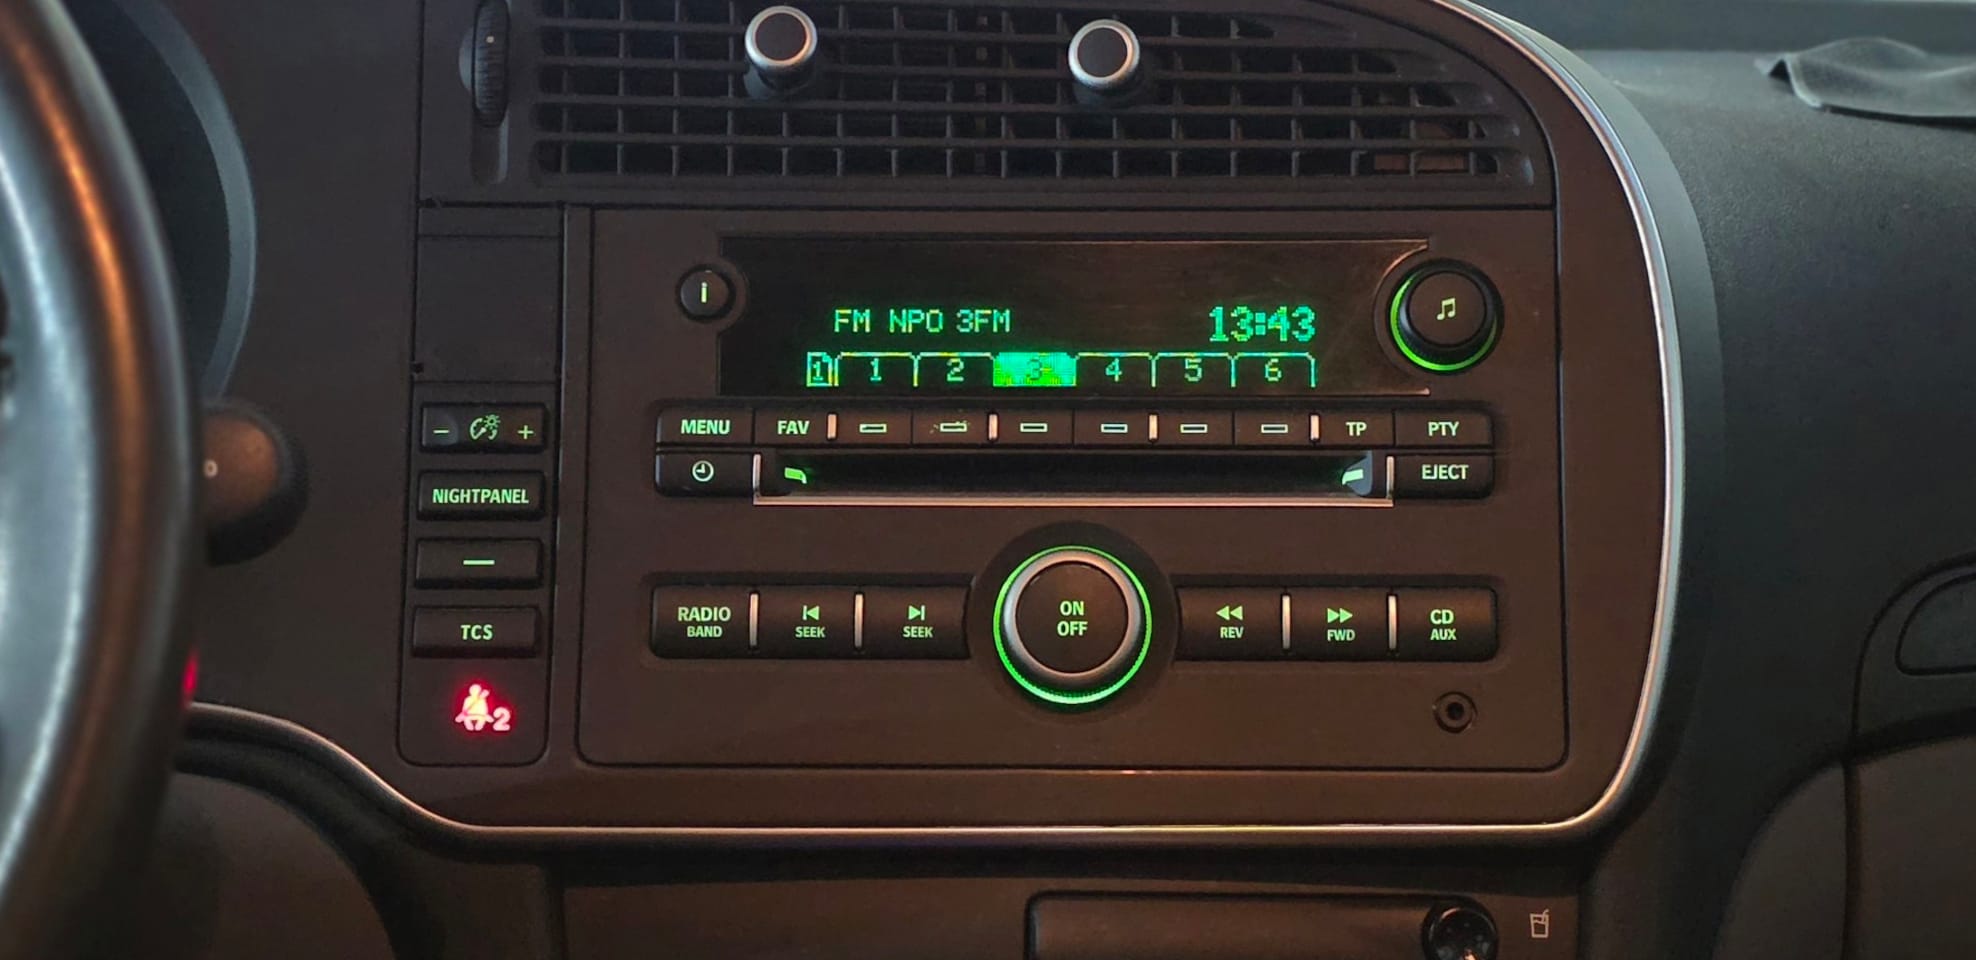 i
FM NPO 3FM 13:43
1 1 2 3 4 5 6
MENU FAV TP PTY
EJECT
- +
NIGHTPANEL
TCS
2
RADIO
BAND
SEEK
SEEK
ON
OFF
REV
FWD
CD
AUX